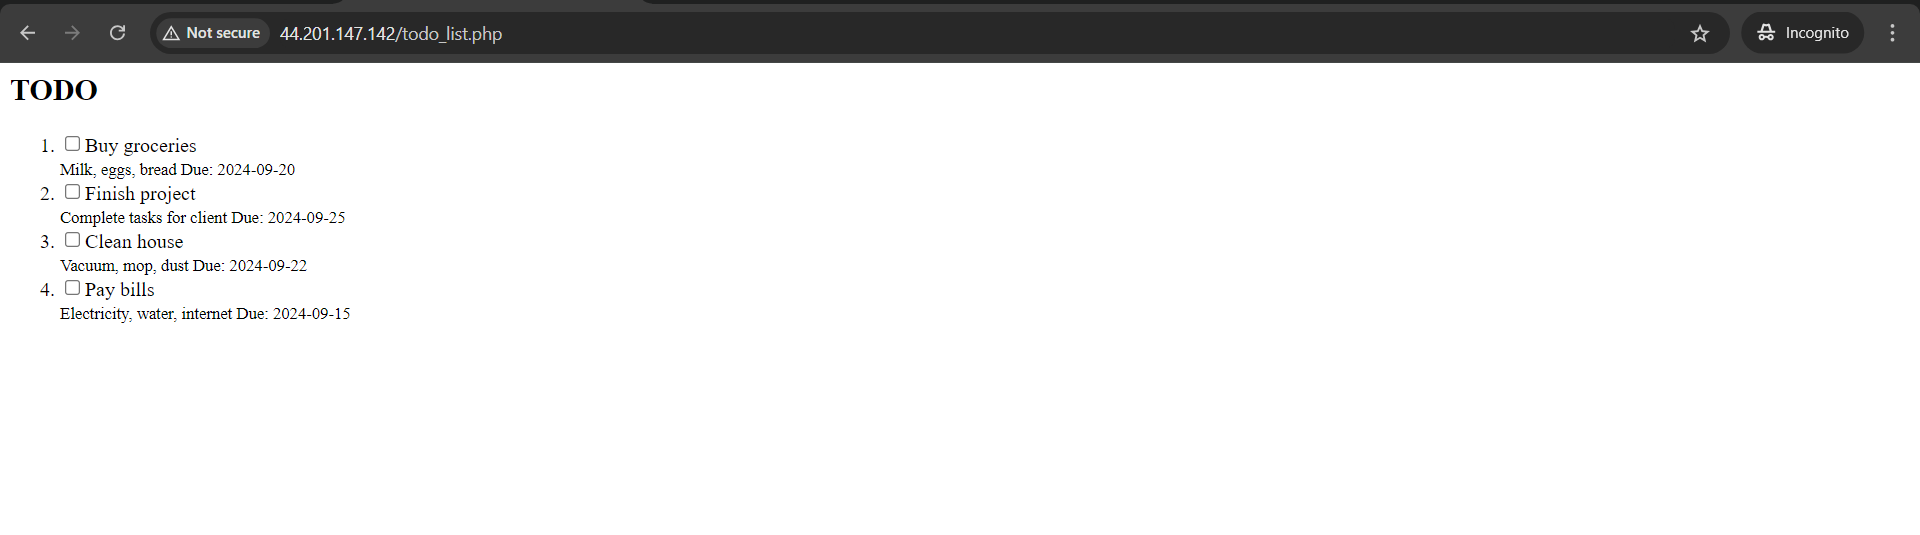 Not secure 44.201.147.142/todo_list.php Incognito
TODO
1. Buy groceries
Milk, eggs, bread Due: 2024-09-20
2. Finish project
Complete tasks for client Due: 2024-09-25
3. Clean house
Vacuum, mop, dust Due: 2024-09-22
4. Pay bills
Electricity, water, internet Due: 2024-09-15